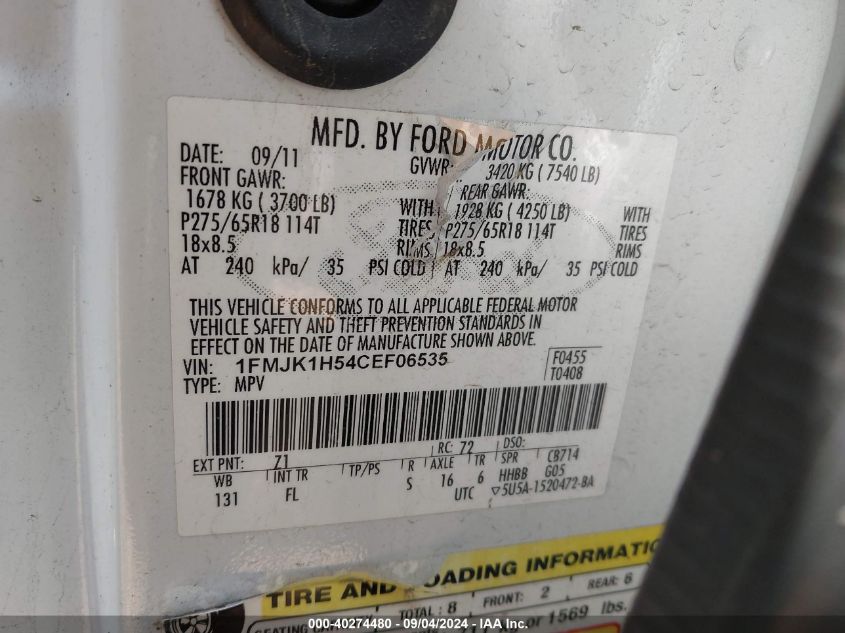 MFD. BY FORD MOTOR CO.
DATE: 09/11 GVWR: 3420 KG ( 7540 LB)
FRONT GAWR: REAR GAWR:
1678 KG ( 3700 LB) WITH 1928 KG ( 4250 LB) WITH
P275/65R18 114T TIRES P275/65R18 114T TIRES
18x8.5 RIMS 18x8.5 RIMS
AT 240 kPa/ 35 PSI COLD AT 240 kPa/ 35 PSI COLD
THIS VEHICLE CONFORMS TO ALL APPLICABLE FEDERAL MOTOR
VEHICLE SAFETY AND THEFT PREVENTION STANDARDS IN
EFFECT ON THE DATE OF MANUFACTURE SHOWN ABOVE.
VIN: 1FMJK1H54CEF06535 F0455
TYPE: MPV T0408
EXT PNT: Z1 RC: 72 DSO:
WB INT TR TP/PS R AXLE TR SPR CB714
131 FL S 16 6 HHBB G05
UTC ▽5U5A-1520472-BA
TIRE AND LOADING INFORMATIO
TOTAL : 8 FRONT: 2 REAR: 6
or 1569 lbs.
000-40274480 - 09/04/2024 - IAA Inc.